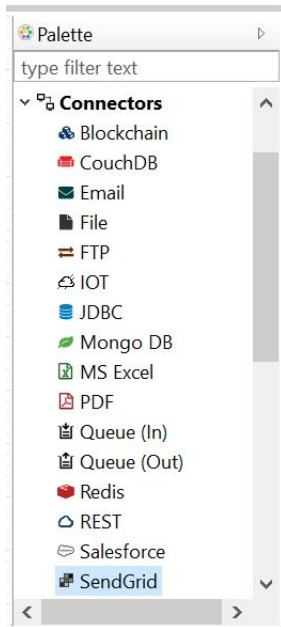 Palette
type filter text
Connectors
Blockchain
CouchDB
Email
File
FTP
IOT
JDBC
Mongo DB
MS Excel
PDF
Queue (In)
Queue (Out)
Redis
REST
Salesforce
SendGrid